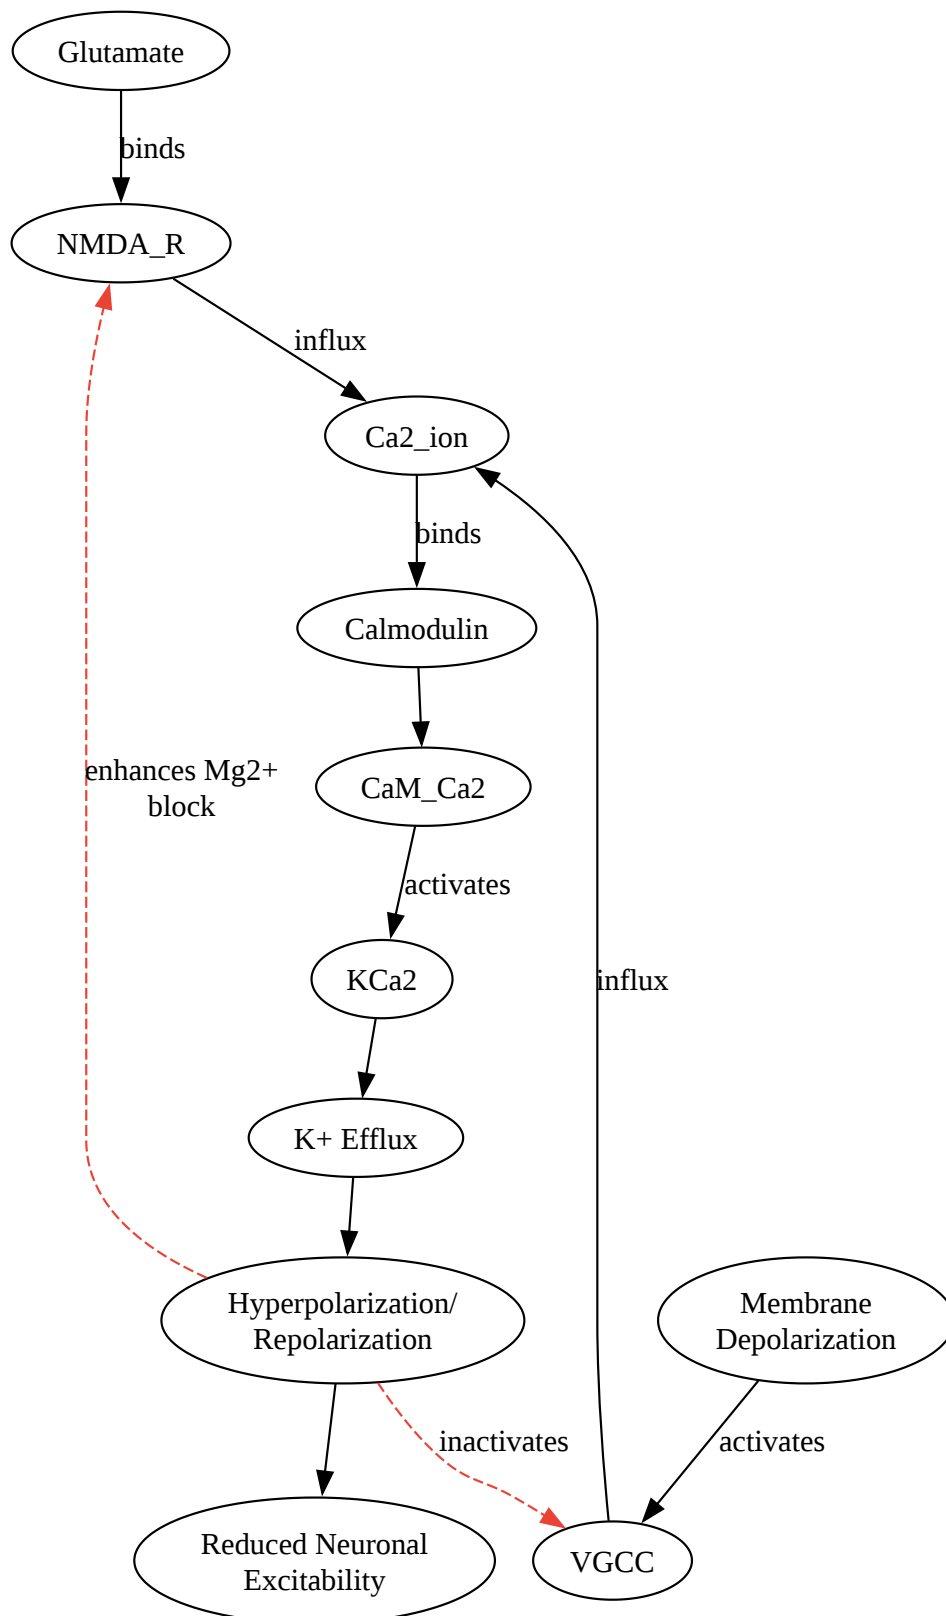 Glutamate
binds
NMDA_R
influx
Ca2_ion
binds
Calmodulin
enhances Mg2+
block
CaM_Ca2
activates
KCa2
influx
K+ Efflux
Hyperpolarization/
Repolarization
Membrane
Depolarization
inactivates
activates
Reduced Neuronal
Excitability
VGCC